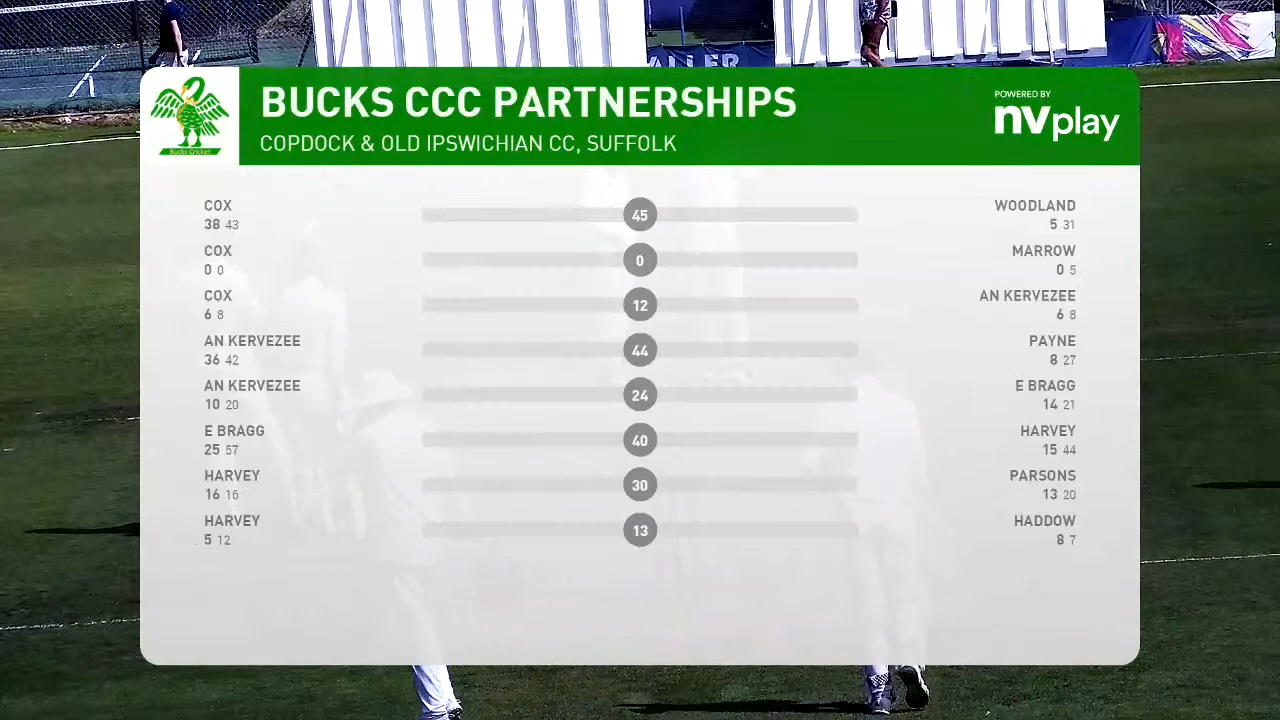 ALLER
BUCKS CCC PARTNERSHIPS
COPDOCK & OLD IPSWICHIAN CC, SUFFOLK
POWERED BY
nvplay
Bucks Cricket
COX 45 WOODLAND
38 43 5 31
COX 0 MARROW
0 0 0 5
COX 12 AN KERVEZEE
6 8 6 8
AN KERVEZEE 44 PAYNE
36 42 8 27
AN KERVEZEE 24 E BRAGG
10 20 14 21
E BRAGG 40 HARVEY
25 57 15 44
HARVEY 30 PARSONS
16 16 13 20
HARVEY 13 HADDOW
5 12 8 7